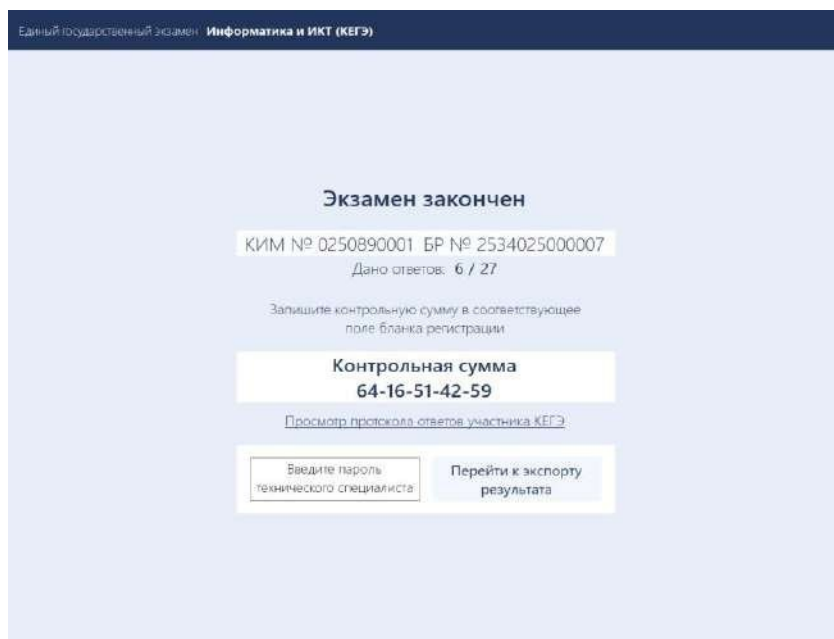 Единый государственный экзамен Информатика и ИКТ (КЕГЭ)
Экзамен закончен
КИМ № 0250890001 БР № 2534025000007
Дано ответов: 6 / 27
Запишите контрольную сумму в соответствующее
поле бланка регистрации
Контрольная сумма
64-16-51-42-59
Просмотр протокола ответов участника КЕГЭ
Введите пароль
технического специалиста
Перейти к экспорту
результата